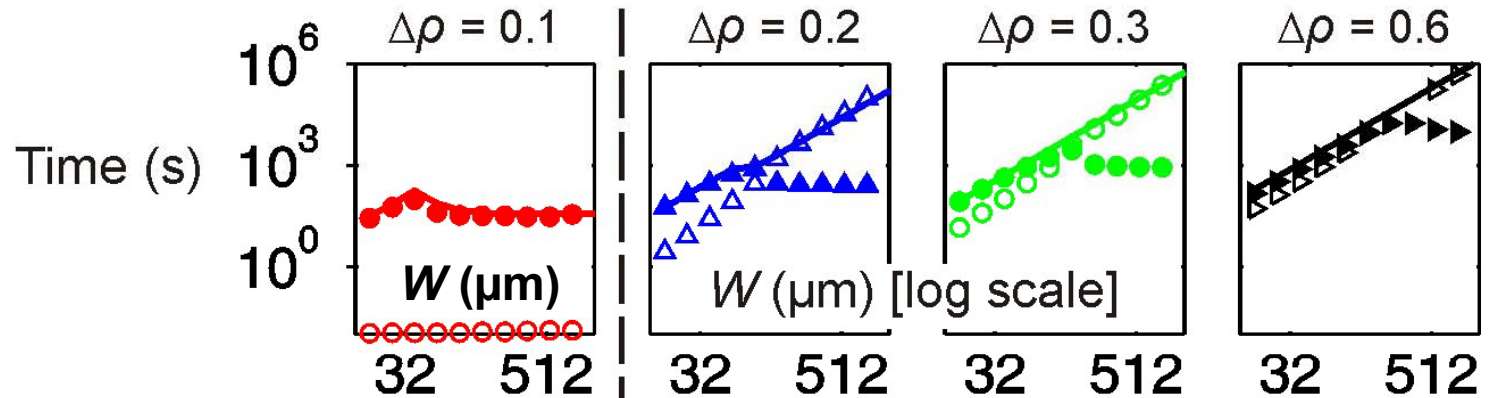 Δρ = 0.1 Δρ = 0.2 Δρ = 0.3 Δρ = 0.6
10⁶
Time (s) 10³
10⁰
W (μm) W (μm) [log scale]
32 512 32 512 32 512 32 512